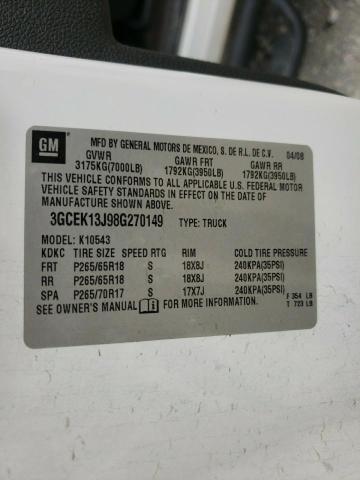 GM
MFD BY GENERAL MOTORS DE MEXICO, S. DE R.L. DE C.V. 04/08
GVWR GAWR FRT GAWR RR
3175KG(7000LB) 1792KG(3950LB) 1792KG(3950LB)
THIS VEHICLE CONFORMS TO ALL APPLICABLE U.S. FEDERAL
MOTOR VEHICLE SAFETY STANDARDS IN EFFECT ON THE DATE OF
MANUFACTURE SHOWN ABOVE.
3GCEK13J98G270149 TYPE: TRUCK
MODEL: K10543
KDKC TIRE SIZE SPEED RTG RIM COLD TIRE PRESSURE
FRT P265/65R18 S 18X8J 240KPA(35PSI)
RR P265/65R18 S 18X8J 240KPA(35PSI)
SPA P265/70R17 S 17X7J 240KPA(35PSI)
SEE OWNER'S MANUAL FOR MORE INFORMATION. F 354 LB
T 723 LB